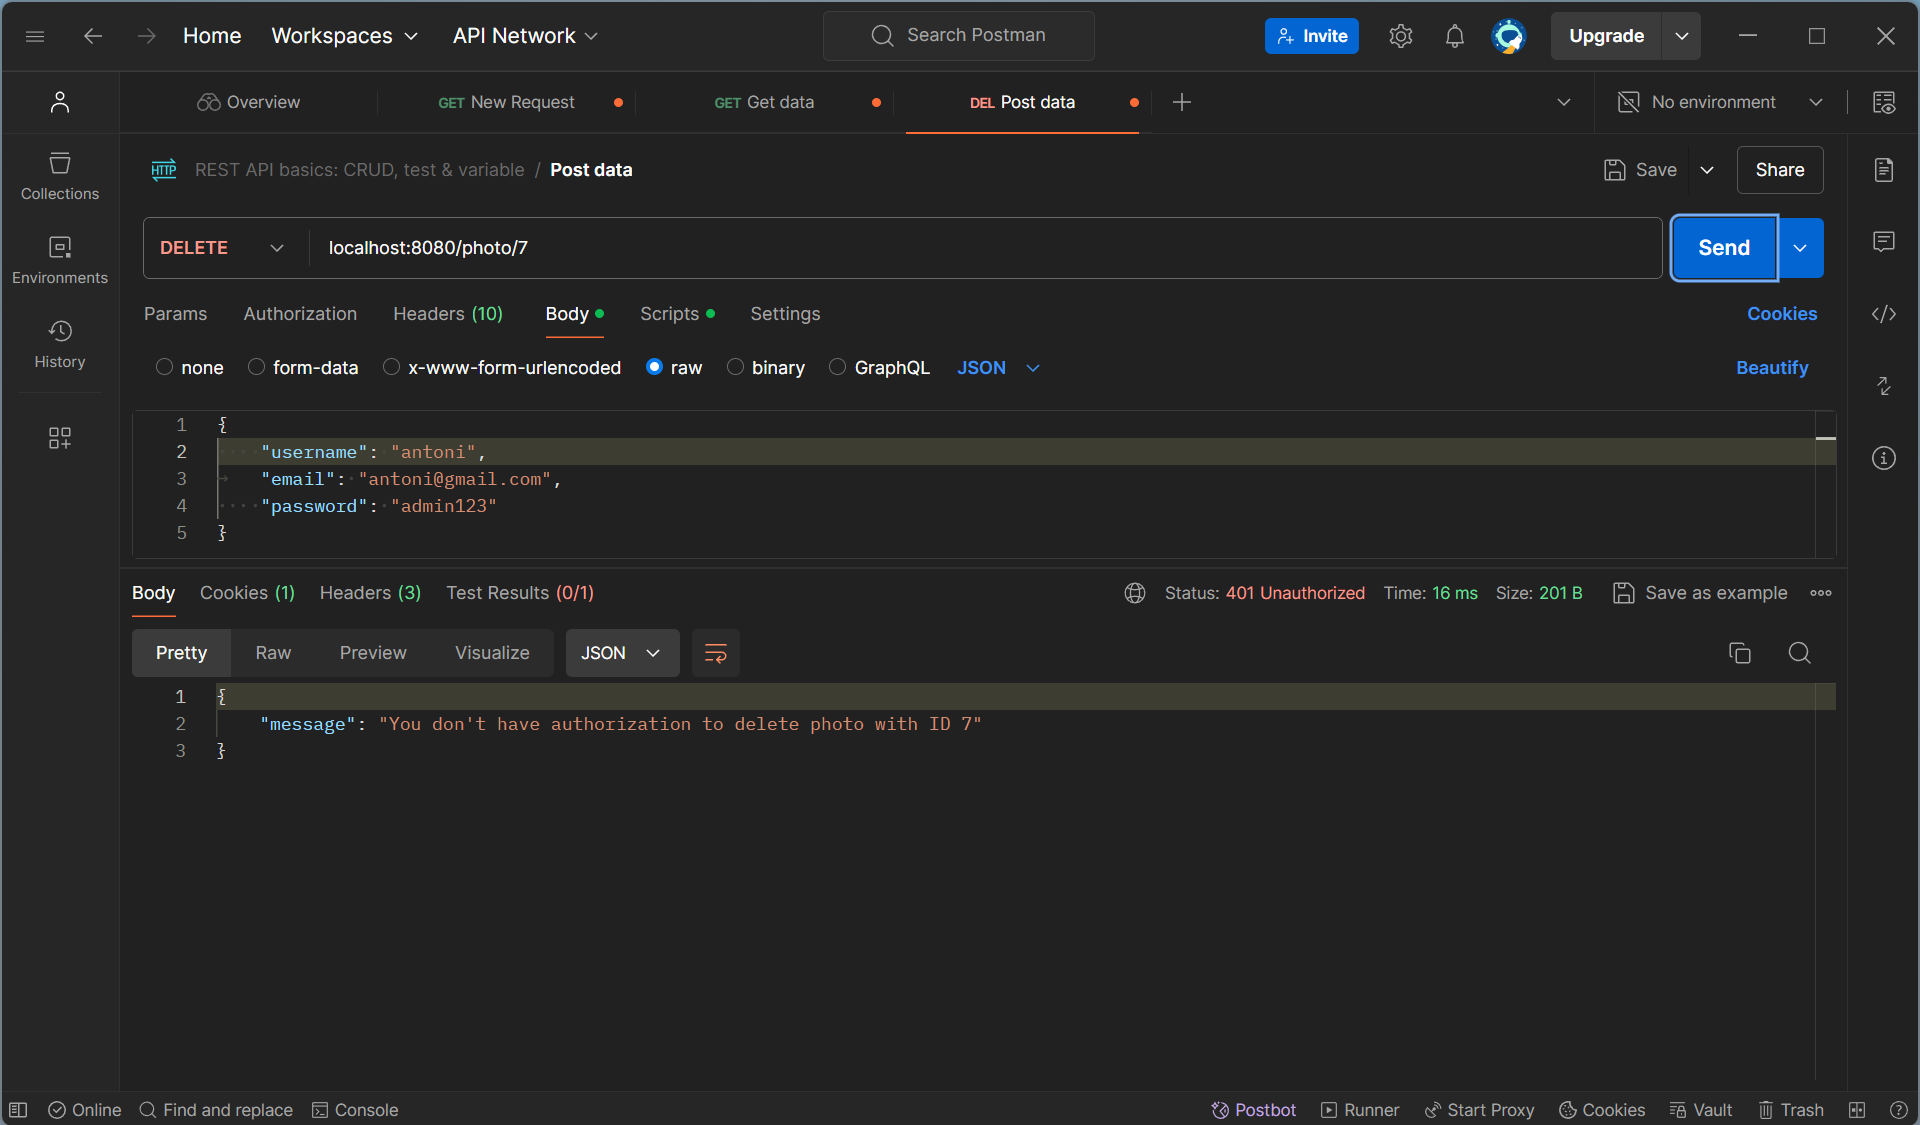 Home Workspaces API Network Search Postman Invite Upgrade
Overview GET New Request GET Get data DEL Post data No environment
HTTP REST API basics: CRUD, test & variable / Post data Save Share
Collections
Environments
History
DELETE localhost:8080/photo/7 Send
Params Authorization Headers (10) Body Scripts Settings Cookies
none form-data x-www-form-urlencoded raw binary GraphQL JSON Beautify
1 {
2 "username": "antoni",
3 "email": "antoni@gmail.com",
4 "password": "admin123"
5 }
Body Cookies (1) Headers (3) Test Results (0/1) Status: 401 Unauthorized Time: 16 ms Size: 201 B Save as example
Pretty Raw Preview Visualize JSON
1 {
2 "message": "You don't have authorization to delete photo with ID 7"
3 }
Online Find and replace Console Postbot Runner Start Proxy Cookies Vault Trash